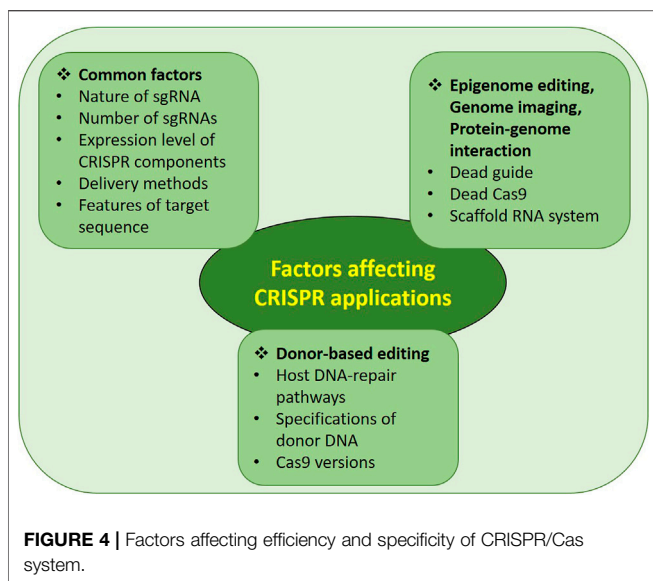 ❖ Common factors
• Nature of sgRNA
• Number of sgRNAs
• Expression level of
CRISPR components
• Delivery methods
• Features of target
sequence
❖ Epigenome editing,
Genome imaging,
Protein-genome
interaction
• Dead guide
• Dead Cas9
• Scaffold RNA system
Factors affecting
CRISPR applications
❖ Donor-based editing
• Host DNA-repair
pathways
• Specifications of
donor DNA
• Cas9 versions
FIGURE 4 | Factors affecting efficiency and specificity of CRISPR/Cas
system.